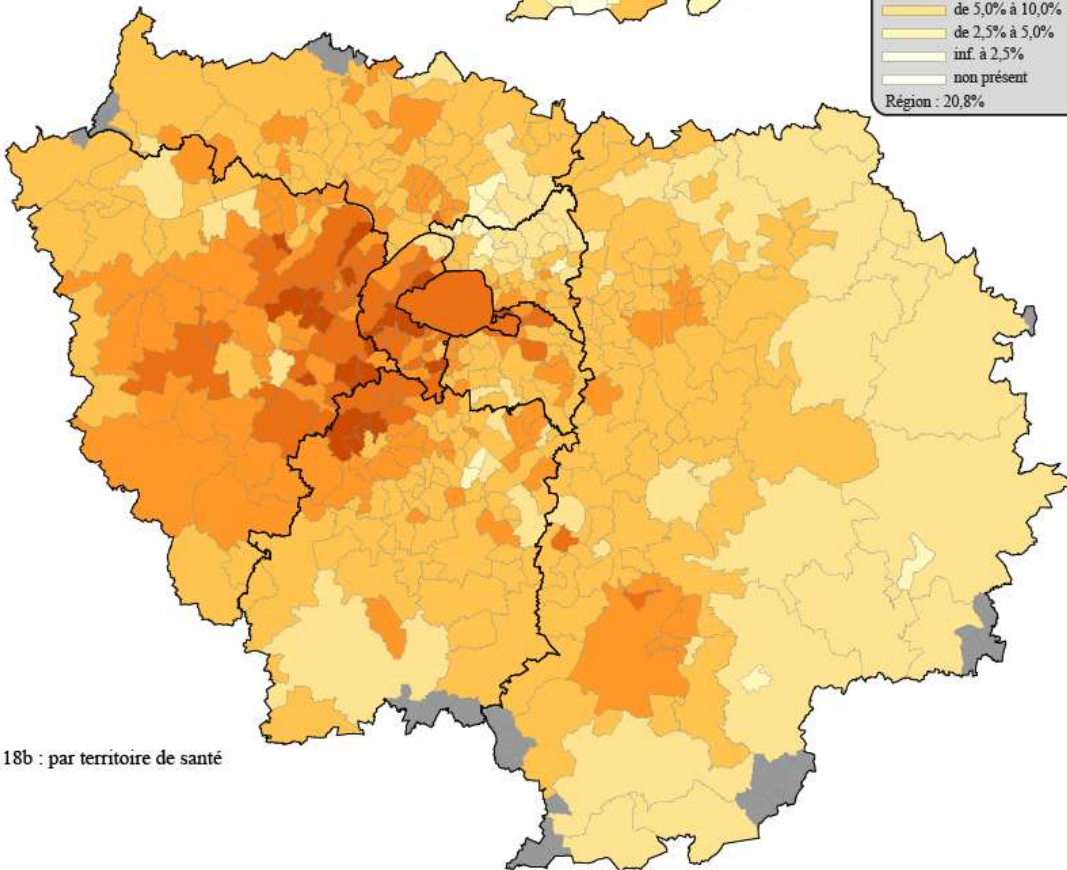 de 5,0% à 10,0%
de 2,5% à 5,0%
inf. à 2,5%
non présent
Région : 20,8%
18b : par territoire de santé